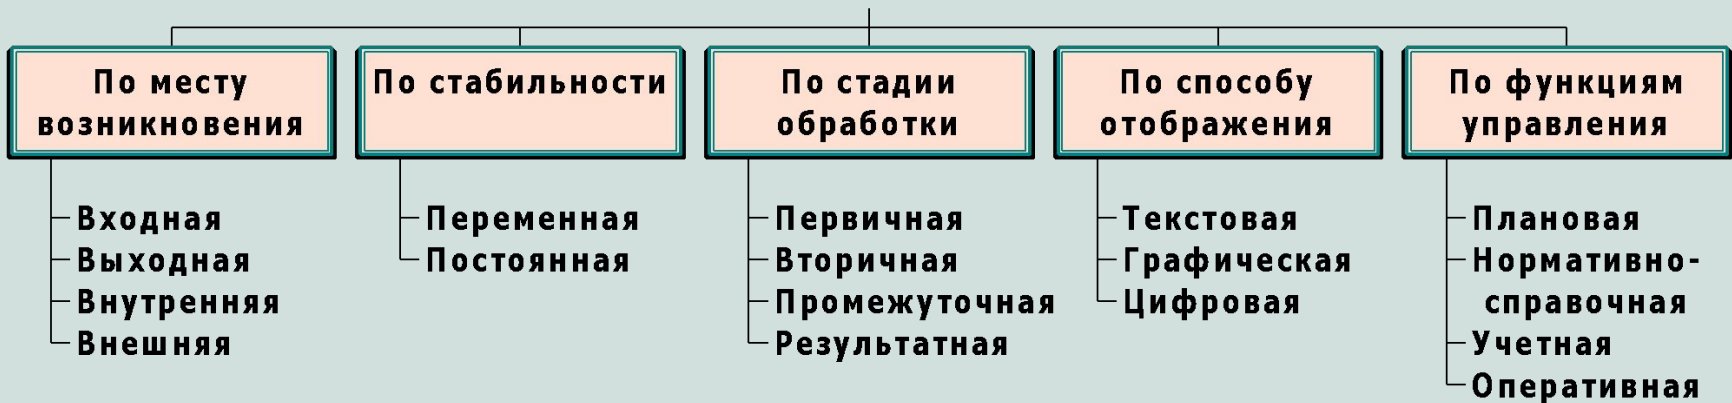 По месту
возникновения
Входная
Выходная
Внутренняя
Внешняя
По стабильности
Переменная
Постоянная
По стадии
обработки
Первичная
Вторичная
Промежуточная
Результатная
По способу
отображения
Текстовая
Графическая
Цифровая
По функциям
управления
Плановая
Нормативно-
справочная
Учетная
Оперативная